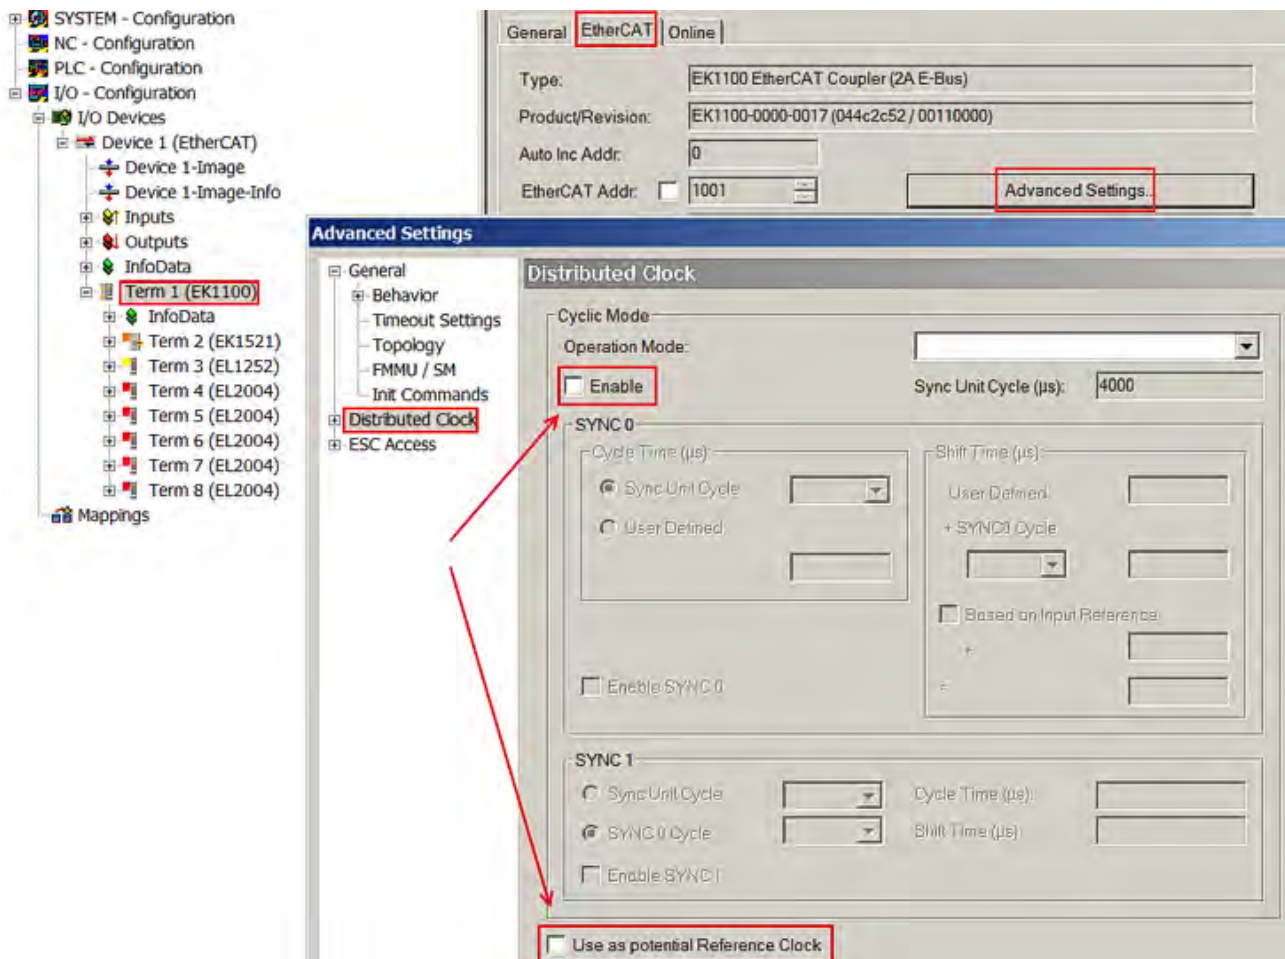 SYSTEM - Configuration
NC - Configuration
PLC - Configuration
I/O - Configuration
I/O Devices
Device 1 (EtherCAT)
Device 1-Image
Device 1-Image-Info
Inputs
Outputs
InfoData
Term 1 (EK1100)
InfoData
Term 2 (EK1521)
Term 3 (EL1252)
Term 4 (EL2004)
Term 5 (EL2004)
Term 6 (EL2004)
Term 7 (EL2004)
Term 8 (EL2004)
Mappings
General EtherCAT Online
Type: EK1100 EtherCAT Coupler (2A E-Bus)
Product/Revision: EK1100-0000-0017 (044c2c52 / 00110000)
Auto Inc Addr: 0
EtherCAT Addr: 1001 Advanced Settings...
Advanced Settings
General
Behavior
Timeout Settings
Topology
FMMU / SM
Init Commands
Distributed Clock
ESC Access
Distributed Clock
Cyclic Mode
Operation Mode:
Enable Sync Unit Cycle (µs): 4000
SYNC 0
Cycle Time (µs):
Sync Unit Cycle
User Defined
Enable SYNC 0
Shift Time (µs):
User Defined
+ SYNC0 Cycle
Based on Input Reference
+
=
SYNC 1
Sync Unit Cycle Cycle Time (µs):
SYNC 0 Cycle Shift Time (µs)
Enable SYNC 1
Use as potential Reference Clock